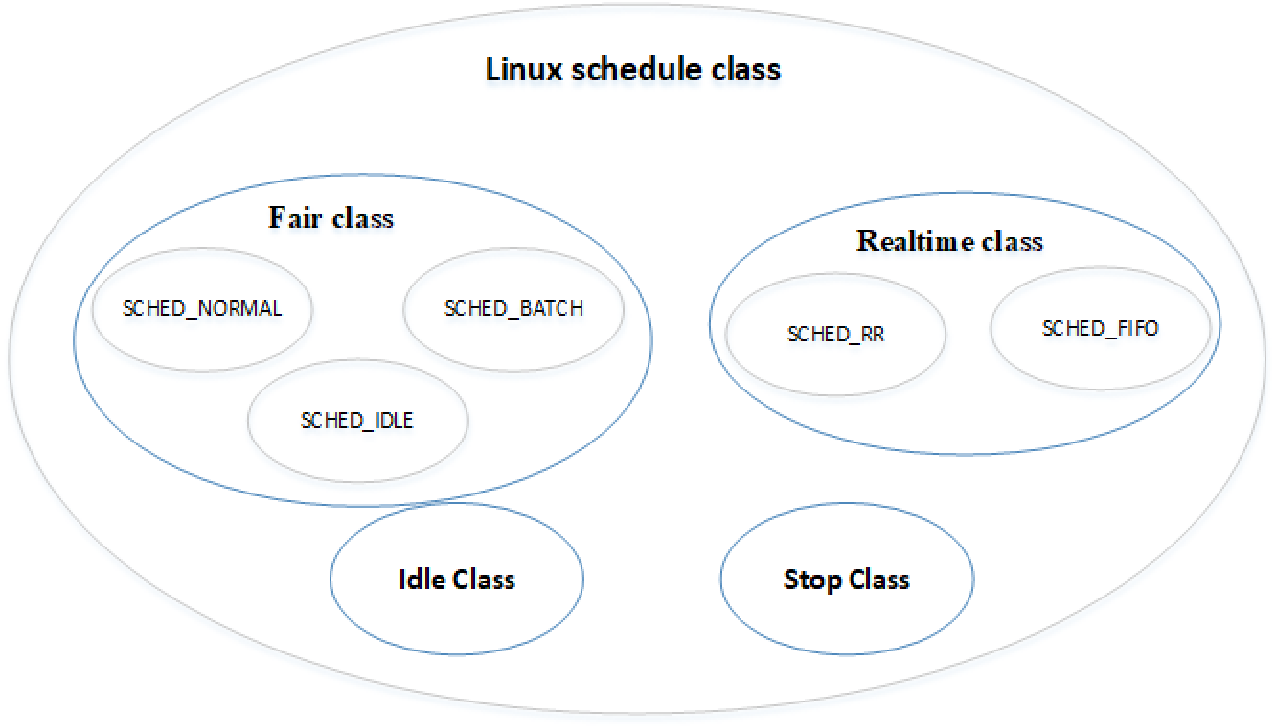 Linux schedule class
Fair class
SCHED_NORMAL
SCHED_BATCH
SCHED_IDLE
Realtime class
SCHED_RR
SCHED_FIFO
Idle Class
Stop Class